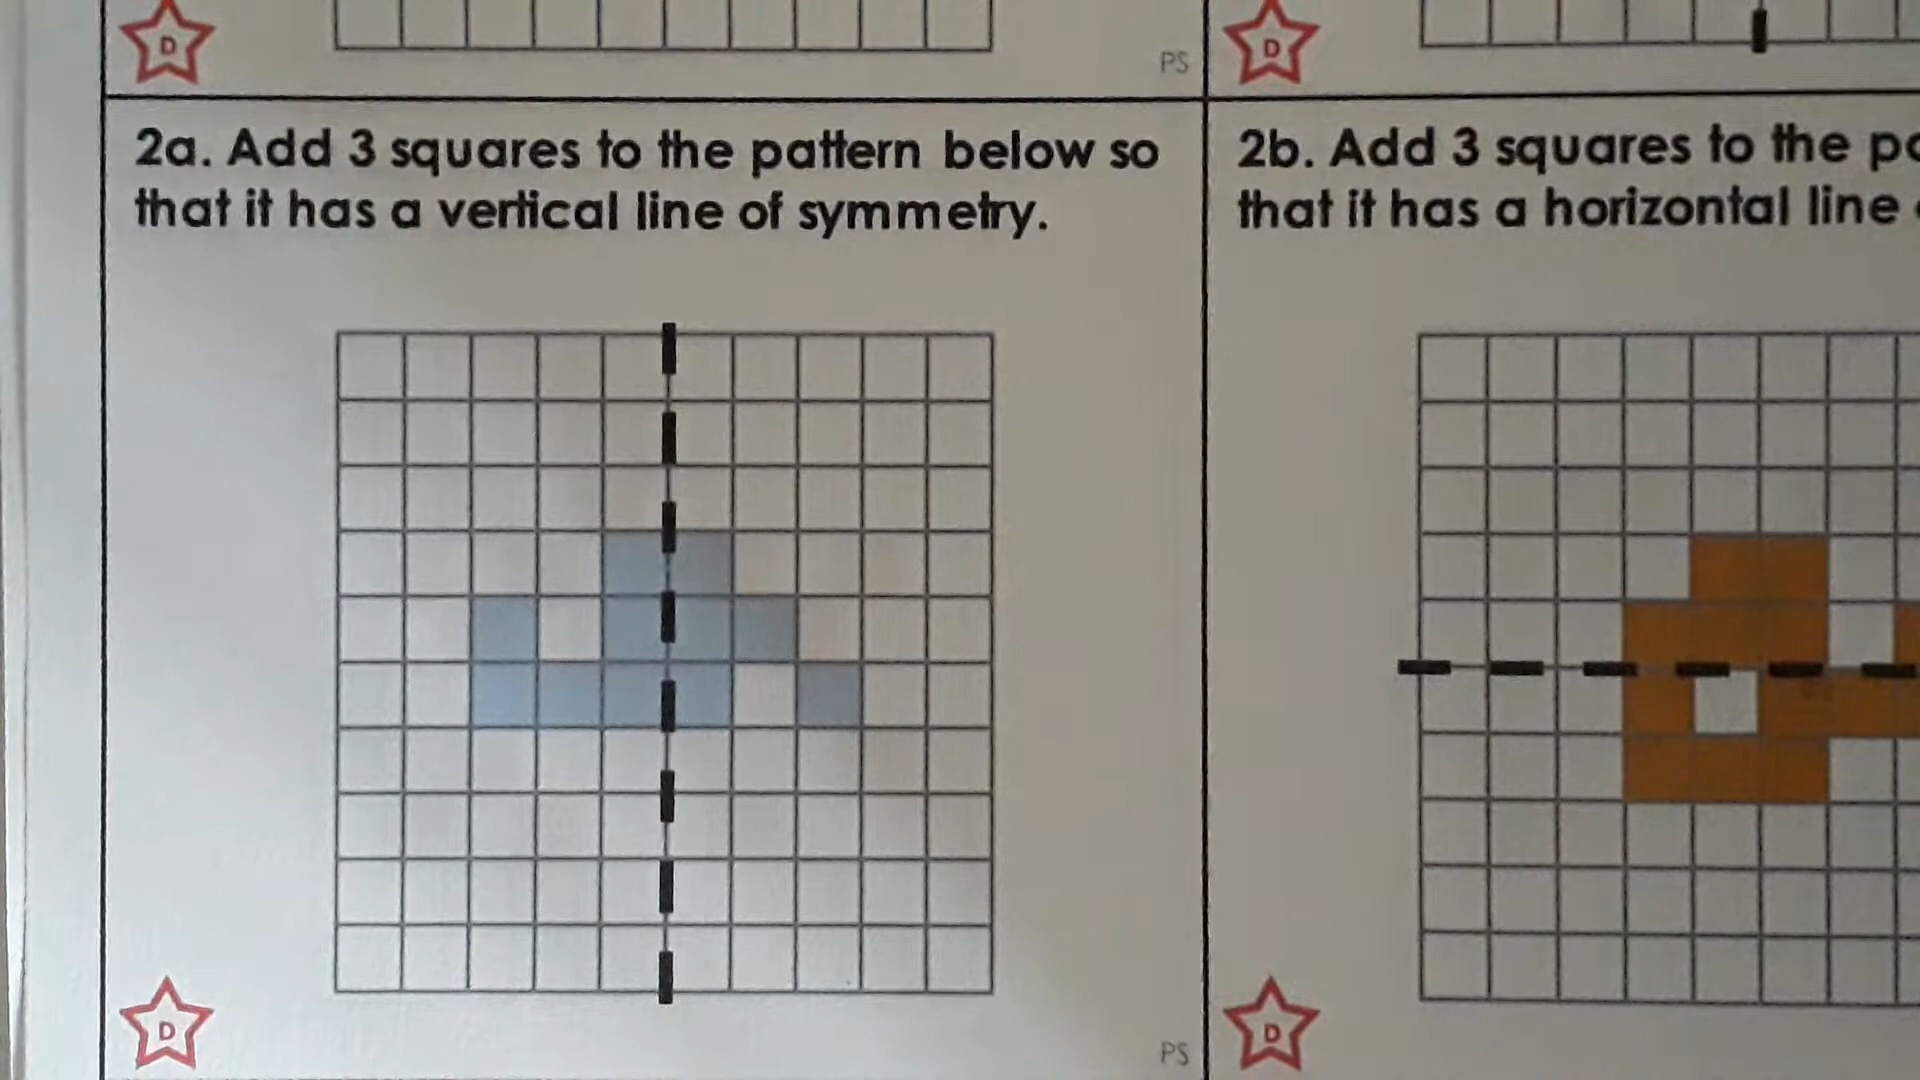 D
PS
D
2a. Add 3 squares to the pattern below so
that it has a vertical line of symmetry.
D
PS
2b. Add 3 squares to the
that it has a horizontal line
D